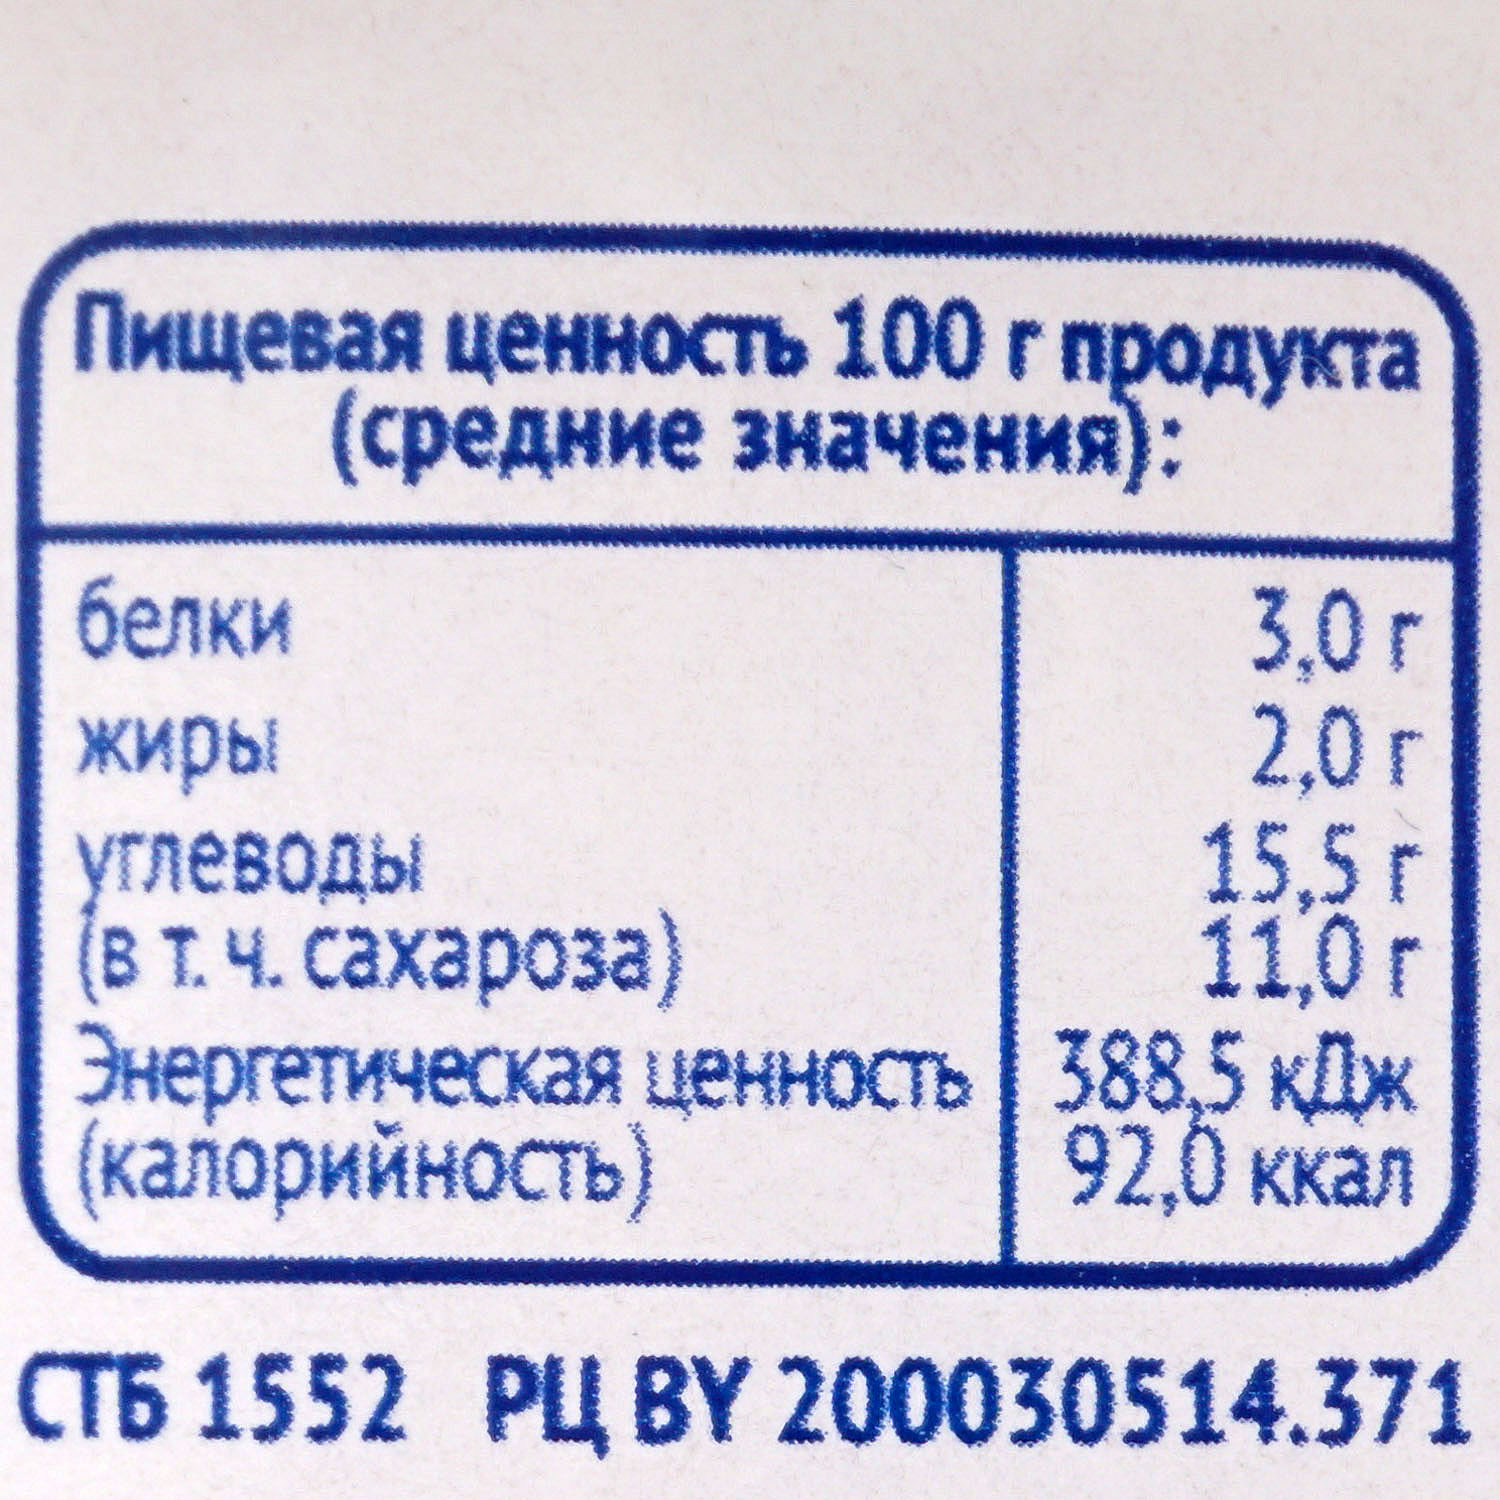 Пищевая ценность 100 г продукта
(средние значения):
белки 3,0 г
жиры 2,0 г
углеводы 15,5 г
(в т. ч. сахароза) 11,0 г
Энергетическая ценность 388,5 кДж
(калорийность) 92,0 ккал
СТБ 1552 РЦ BY 200030514.371